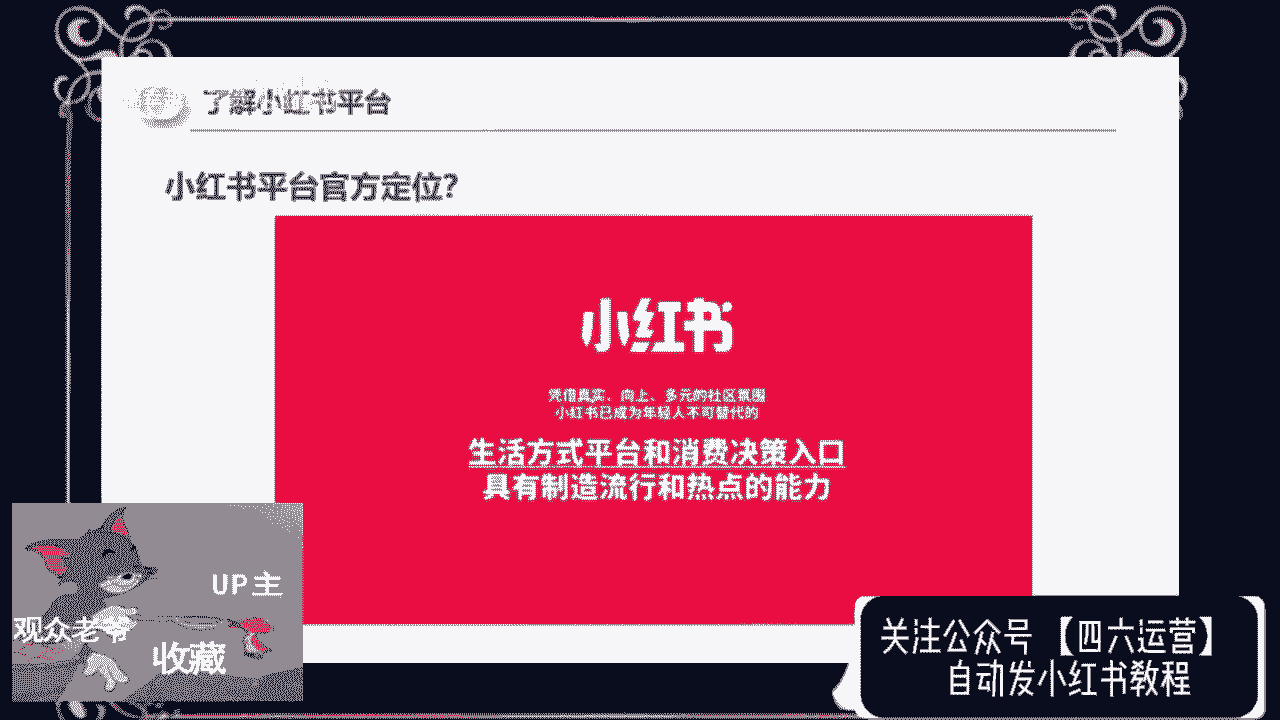 了解小红书平台
小红书平台官方定位?
小红书
凭借真实、向上、多元的社区氛围
小红书已成为年轻人不可替代的
生活方式平台和消费决策入口
具有制造流行和热点的能力
UP主
观众老爷
收藏
关注公众号【四六运营】
自动发小红书教程